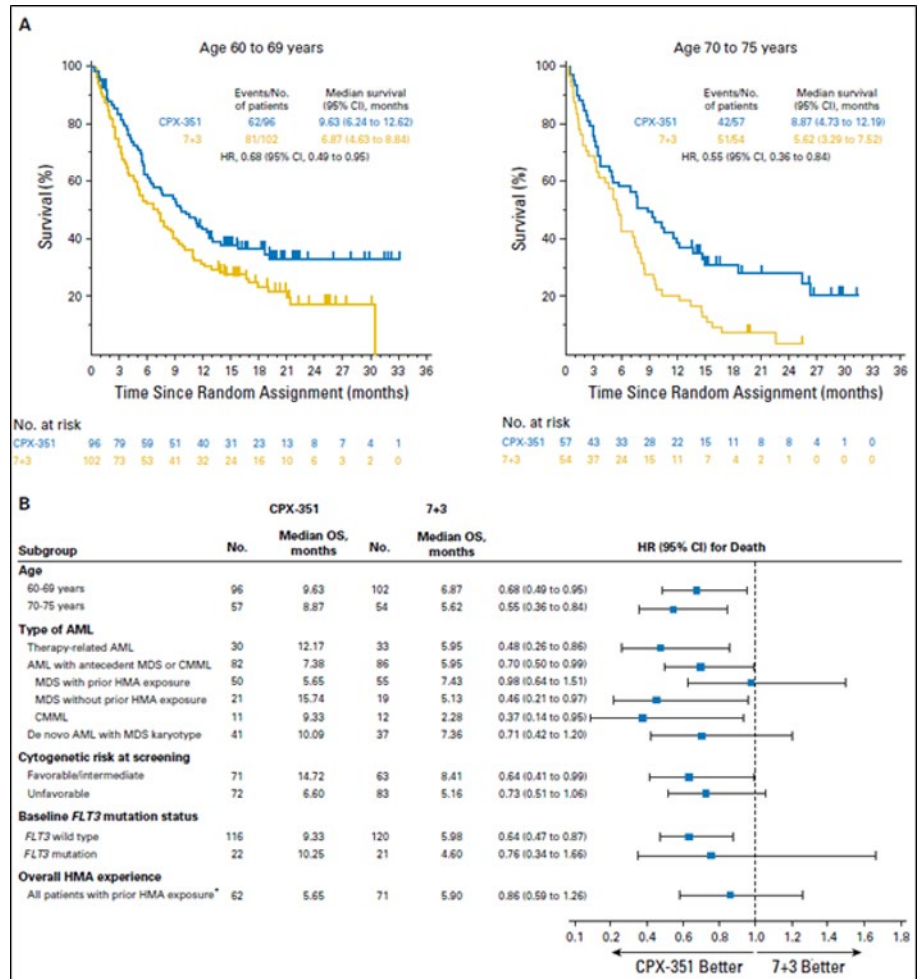 A
Age 60 to 69 years
Events/No. of patients
Median survival (95% CI), months
CPX-351 62/96 9.63 (6.24 to 12.62)
7+3 81/102 6.87 (4.63 to 8.84)
HR, 0.68 (95% CI, 0.49 to 0.95)
Survival (%)
100
80
60
40
20
0 3 6 9 12 15 18 21 24 27 30 33 36
Time Since Random Assignment (months)
No. at risk
CPX-351 96 79 59 51 40 31 23 13 8 7 4 1
7+3 102 73 53 41 32 24 16 10 6 3 2 0
Age 70 to 75 years
Events/No. of patients
Median survival (95% CI), months
CPX-351 42/57 8.87 (4.73 to 12.19)
7+3 51/54 5.62 (3.29 to 7.52)
HR, 0.55 (95% CI, 0.36 to 0.84)
Survival (%)
100
80
60
40
20
0 3 6 9 12 15 18 21 24 27 30 33 36
Time Since Random Assignment (months)
No. at risk
CPX-351 57 43 33 28 22 15 11 8 8 4 1 0
7+3 54 37 24 15 11 7 4 2 1 0 0 0
B
CPX-351 7+3
Subgroup No. Median OS, months No. Median OS, months HR (95% CI) for Death
Age
60-69 years 96 9.63 102 6.87 0.68 (0.49 to 0.95)
70-75 years 57 8.87 54 5.62 0.55 (0.36 to 0.84)
Type of AML
Therapy-related AML 30 12.17 33 5.95 0.48 (0.26 to 0.86)
AML with antecedent MDS or CMML 82 7.38 86 5.95 0.70 (0.50 to 0.99)
MDS with prior HMA exposure 50 5.65 55 7.43 0.98 (0.64 to 1.51)
MDS without prior HMA exposure 21 15.74 19 5.13 0.46 (0.21 to 0.97)
CMML 11 9.33 12 2.28 0.37 (0.14 to 0.95)
De novo AML with MDS karyotype 41 10.09 37 7.36 0.71 (0.42 to 1.20)
Cytogenetic risk at screening
Favorable/intermediate 71 14.72 63 8.41 0.64 (0.41 to 0.99)
Unfavorable 72 6.60 83 5.16 0.73 (0.51 to 1.06)
Baseline FLT3 mutation status
FLT3 wild type 116 9.33 120 5.98 0.64 (0.47 to 0.87)
FLT3 mutation 22 10.25 21 4.60 0.76 (0.34 to 1.66)
Overall HMA experience
All patients with prior HMA exposure* 62 5.65 71 5.90 0.86 (0.59 to 1.26)
0.1 0.2 0.4 0.6 0.8 1.0 1.2 1.4 1.6 1.8
CPX-351 Better 7+3 Better